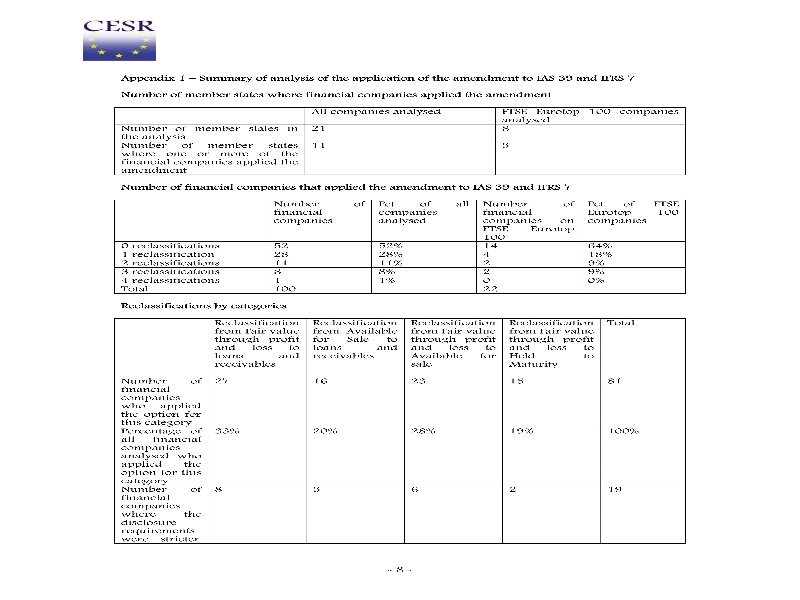 CESR
Appendix 1 – Summary of analysis of the application of the amendment to IAS 39 and IFRS 7
Number of member states where financial companies applied the amendment
All companies analysed
FTSE Eurotop 100 companies
analysed
Number of member states in
the analysis
21
8
Number of member states
where one or more of the
financial companies applied the
amendment
11
Number of financial companies that applied the amendment to IAS 39 and IFRS 7
Number of
financial
companies
Pct of all
companies
analysed
Number of
financial
companies on
FTSE Eurotop
100
Pct of FTSE
Eurotop 100
companies
0 reclassifications 52 52% 14 64%
1 reclassification 28 28% 4 18%
2 reclassifications 11 11% 2 9%
3 reclassifications 8 8% 2 9%
4 reclassifications 1 1% 0 0%
Total 100 22
Reclassifications by categories
Reclassification
from Fair value
through profit
and loss to
loans and
receivables
Reclassification
from Available
for Sale to
loans and
receivables
Reclassification
from Fair value
through profit
and loss to
Available for
sale
Reclassification
from Fair value
through profit
and loss to
Held to
Maturity
Total
Number of
financial
companies
who applied
the option for
this category
27 16 23 15 81
Percentage of
all financial
companies
analysed who
applied the
option for this
category
33% 20% 28% 19% 100%
Number of
financial
companies
where the
disclosure
requirements
were stricter
8 3 6 2 19
- 8 -